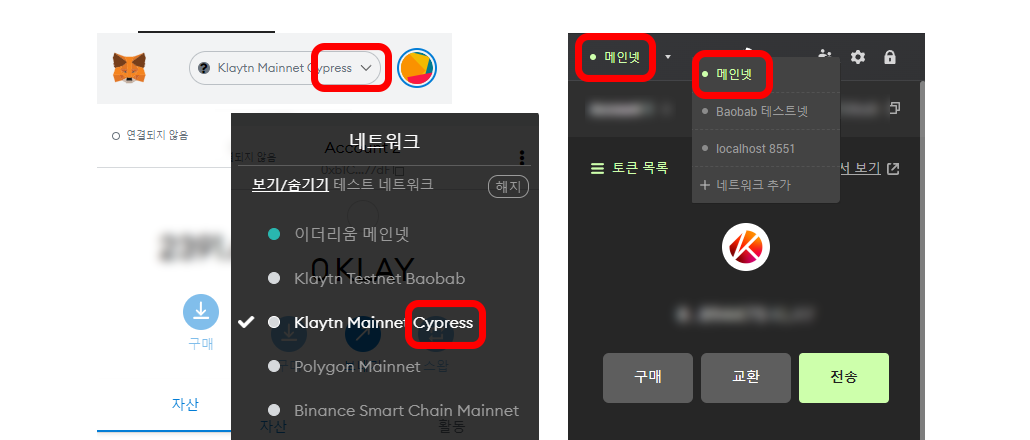 Klaytn Mainnet Cypress
연결되지 않음
네트워크
보기/숨기기 테스트 네트워크
해지
이더리움 메인넷
0 KLAY
Klaytn Testnet Baobab
Klaytn Mainnet Cypress
Polygon Mainnet
Binance Smart Chain Mainnet
구매
스왑
자산
자산
활동
메인넷
메인넷
Baobab 테스트넷
localhost 8551
네트워크 추가
토큰 목록
서 보기
구매
교환
전송